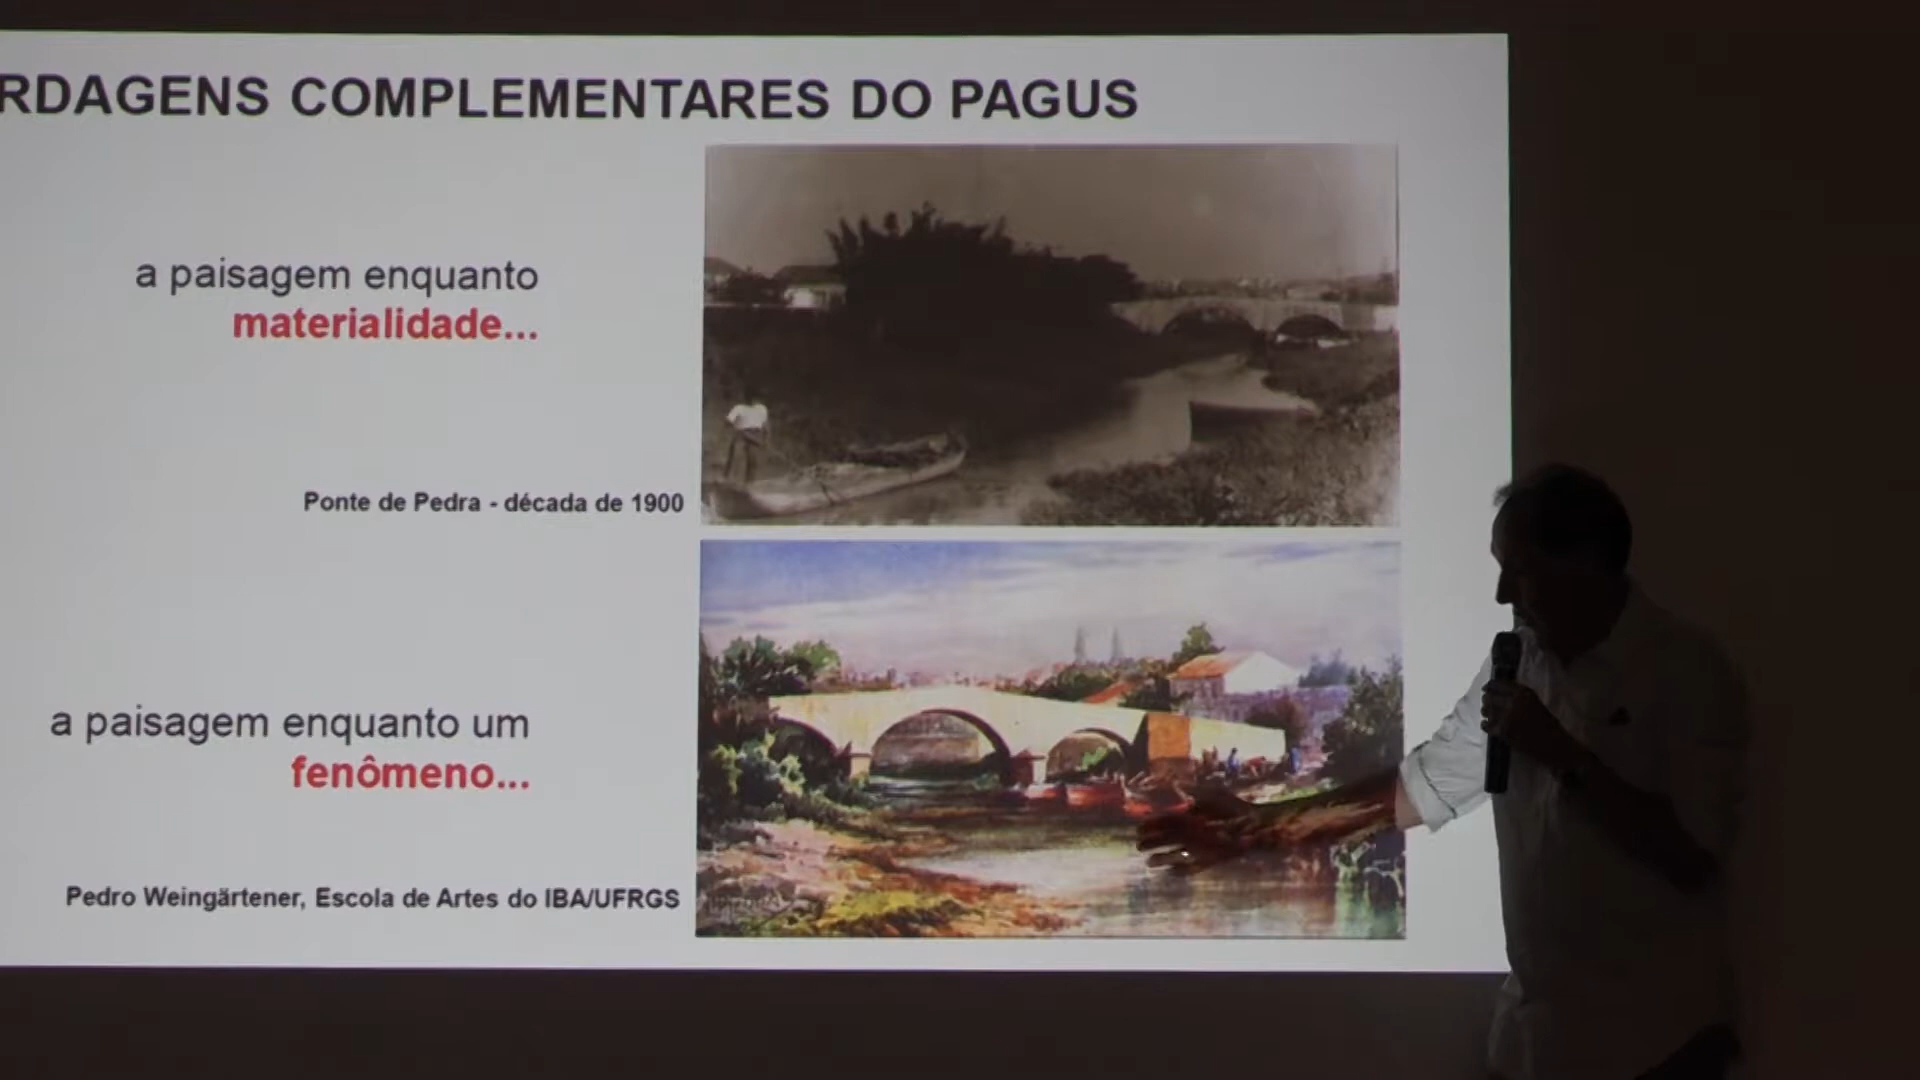 RDAGENS COMPLEMENTARES DO PAGUS
a paisagem enquanto
materialidade...
Ponte de Pedra - década de 1900
a paisagem enquanto um
fenômeno...
Pedro Weingärtener, Escola de Artes do IBA/UFRGS